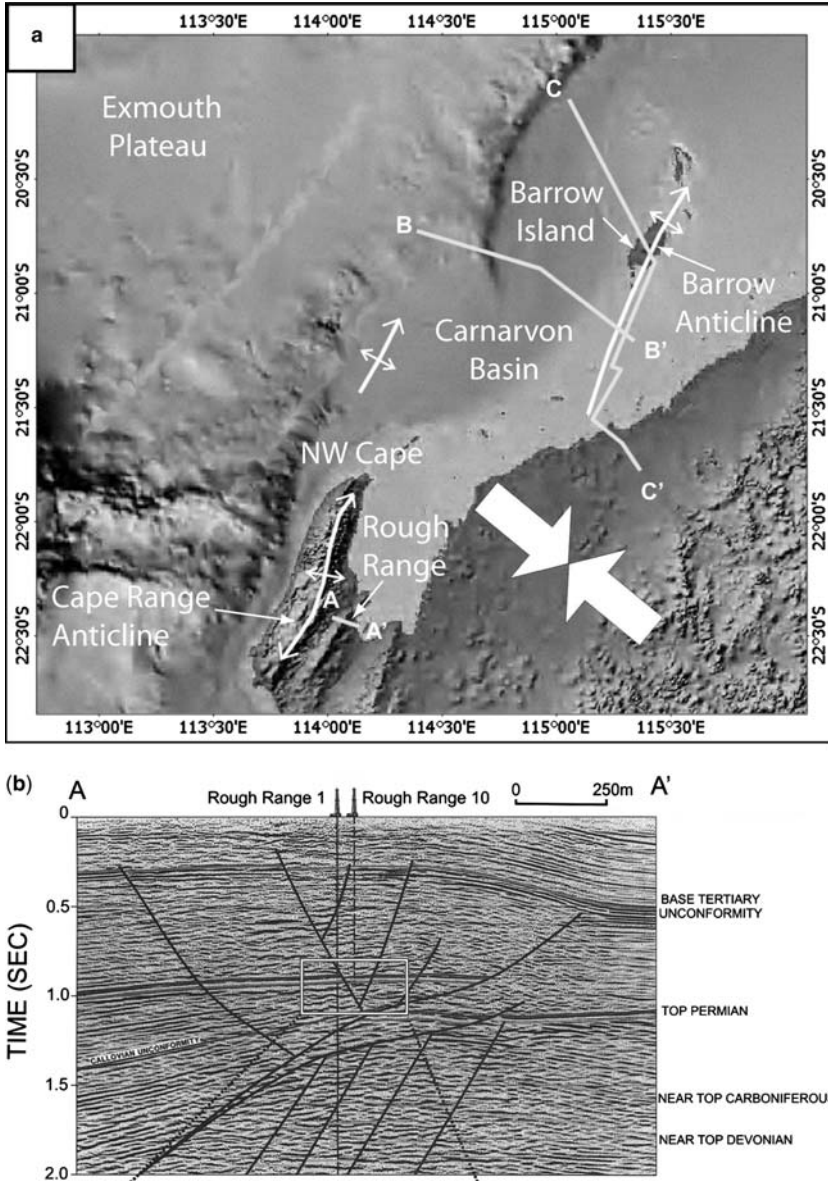 a
113°30'E 114°00'E 114°30'E 115°00'E 115°30'E
Exmouth
Plateau
C
20°30'S
20°30'S
Barrow
Island
B
21°00'S
21°00'S
Barrow
Anticline
Carnarvon
Basin
B'
21°30'S
21°30'S
NW Cape
C'
22°00'S
22°00'S
Rough
Range
Cape Range
Anticline
A
A'
22°30'S
22°30'S
113°00'E 113°30'E 114°00'E 114°30'E 115°00'E 115°30'E
(b) A Rough Range 1 Rough Range 10 0 250m A'
0
0.5
1.0
1.5
2.0
TIME (SEC)
BASE TERTIARY
UNCONFORMITY
TOP PERMIAN
CALLOVIAN UNCONFORMITY
NEAR TOP CARBONIFEROUS
NEAR TOP DEVONIAN